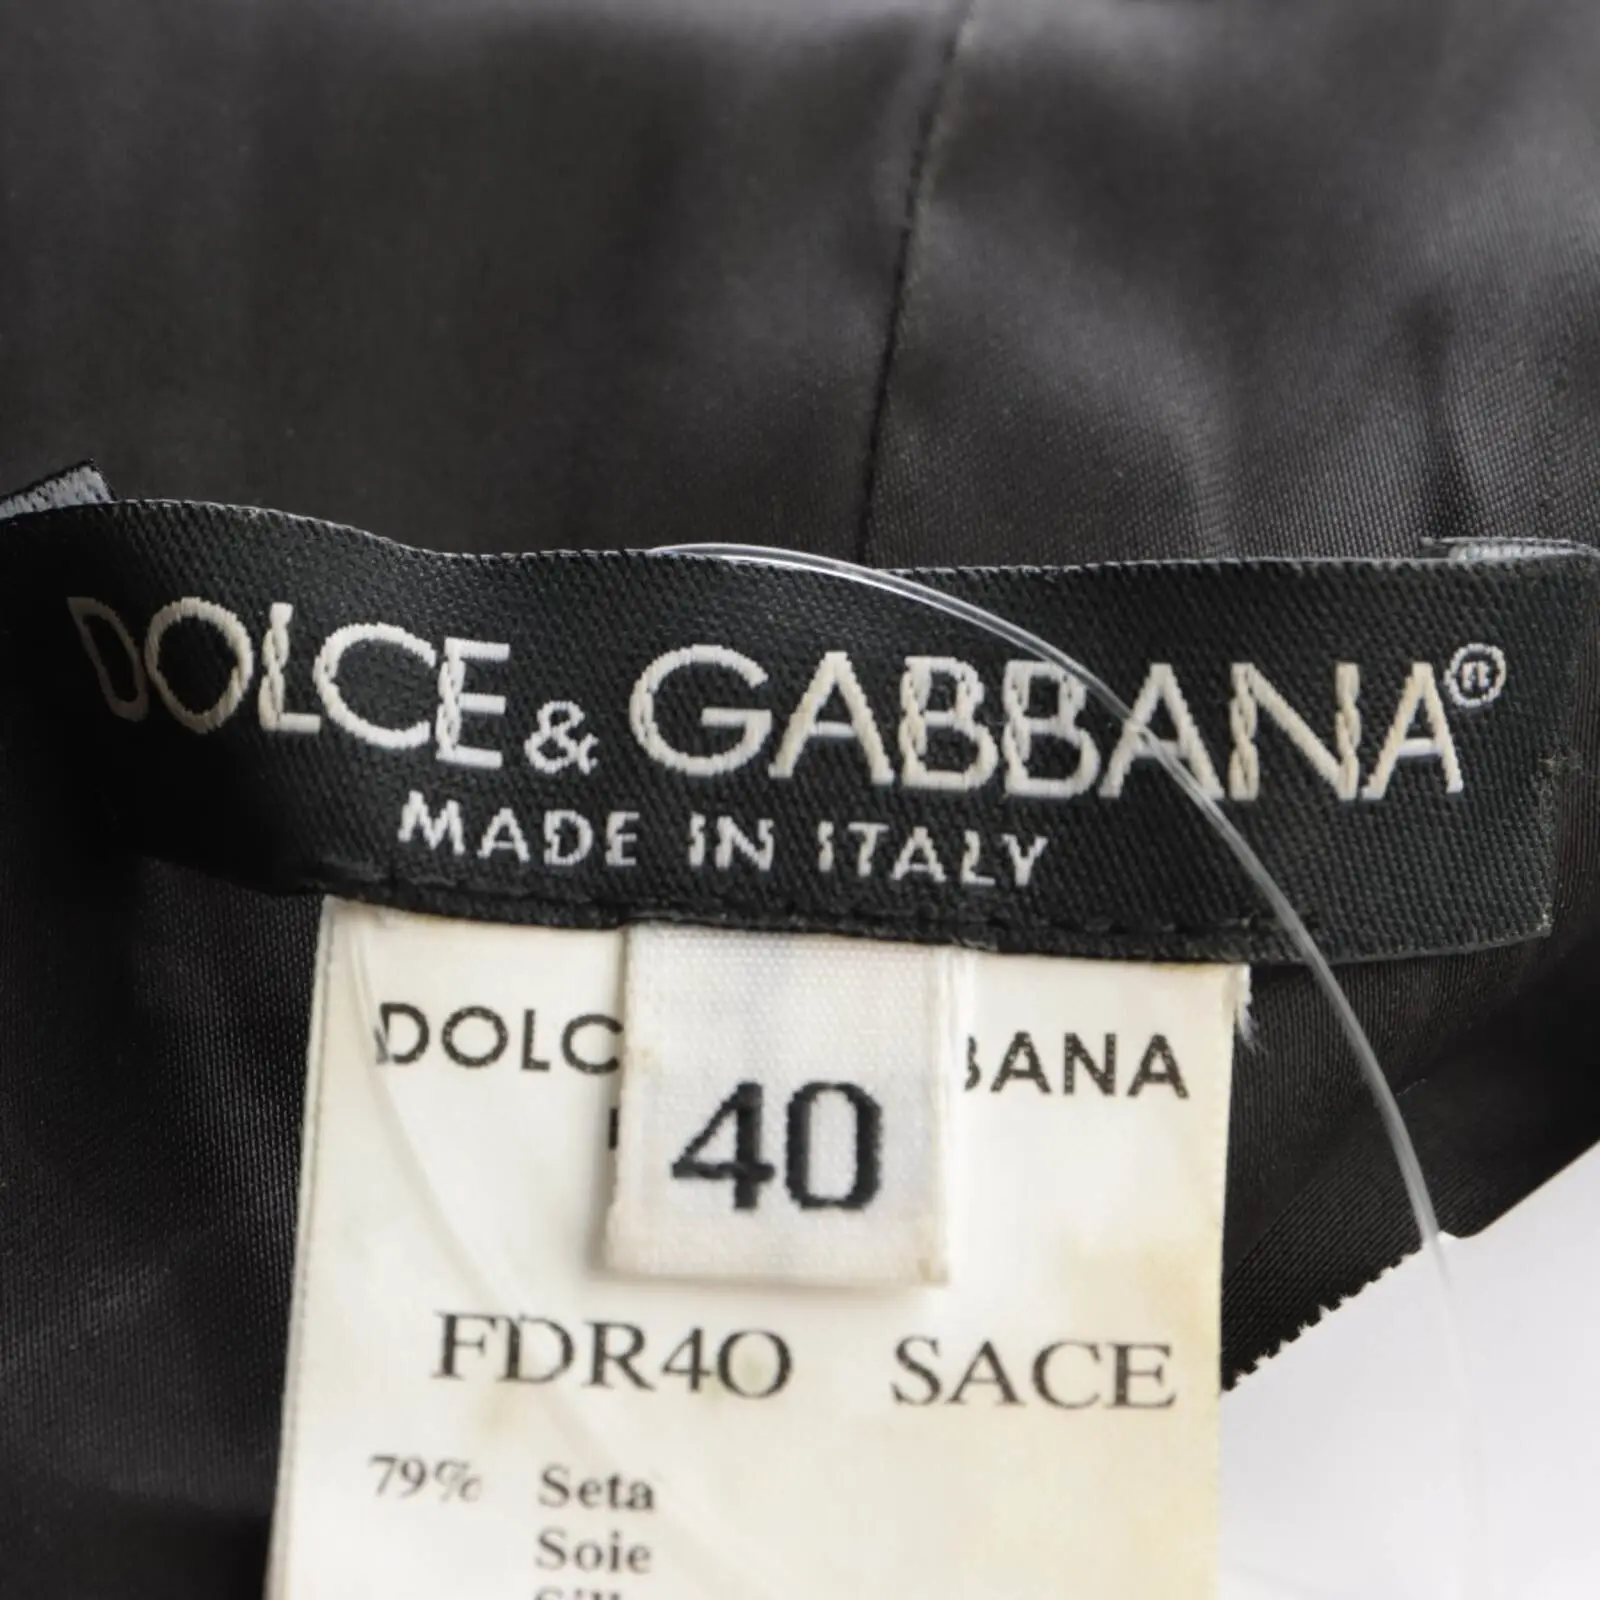 DOLCE & GABBANA®
MADE IN ITALY
DOLC BANA
40
FDR40 SACE
79% Seta
Soie